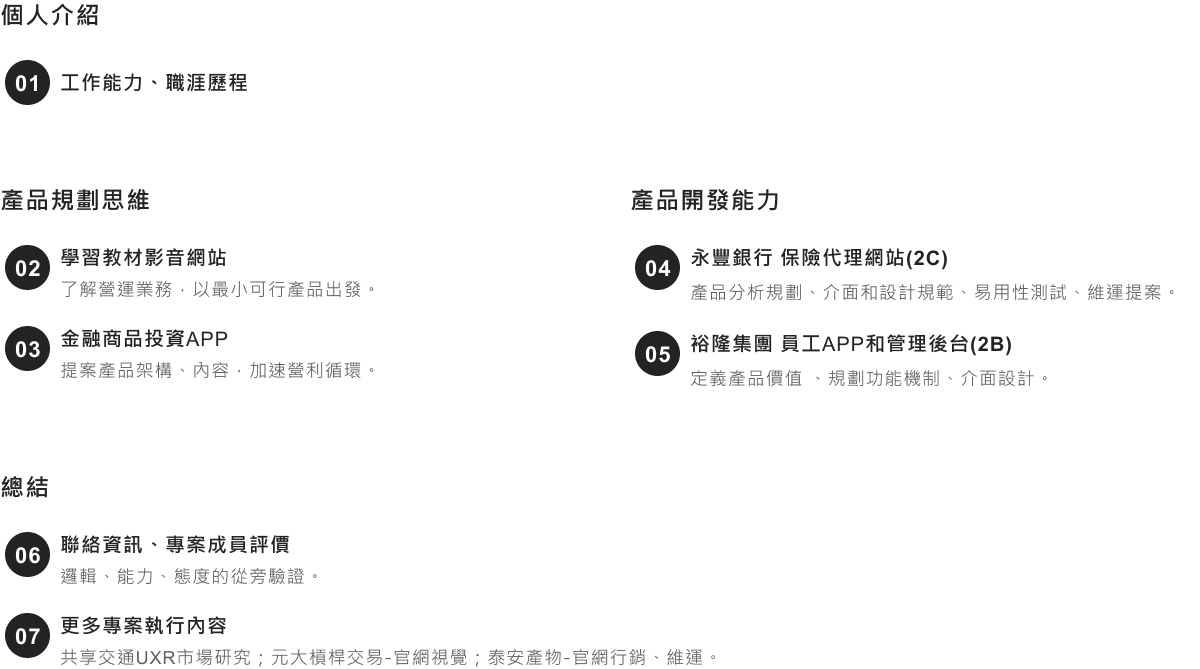 個人介紹
01 工作能力、職涯歷程
產品規劃思維
02 學習教材影音網站
了解營運業務，以最小可行產品出發。
03 金融商品投資APP
提案產品架構、內容，加速營利循環。
產品開發能力
04 永豐銀行 保險代理網站(2C)
產品分析規劃、介面和設計規範、易用性測試、維運提案。
05 裕隆集團 員工APP和管理後台(2B)
定義產品價值 、規劃功能機制、介面設計。
總結
06 聯絡資訊、專案成員評價
邏輯、能力、態度的從旁驗證。
07 更多專案執行內容
共享交通UXR市場研究；元大槓桿交易-官網視覺；泰安產物-官網行銷、維運。